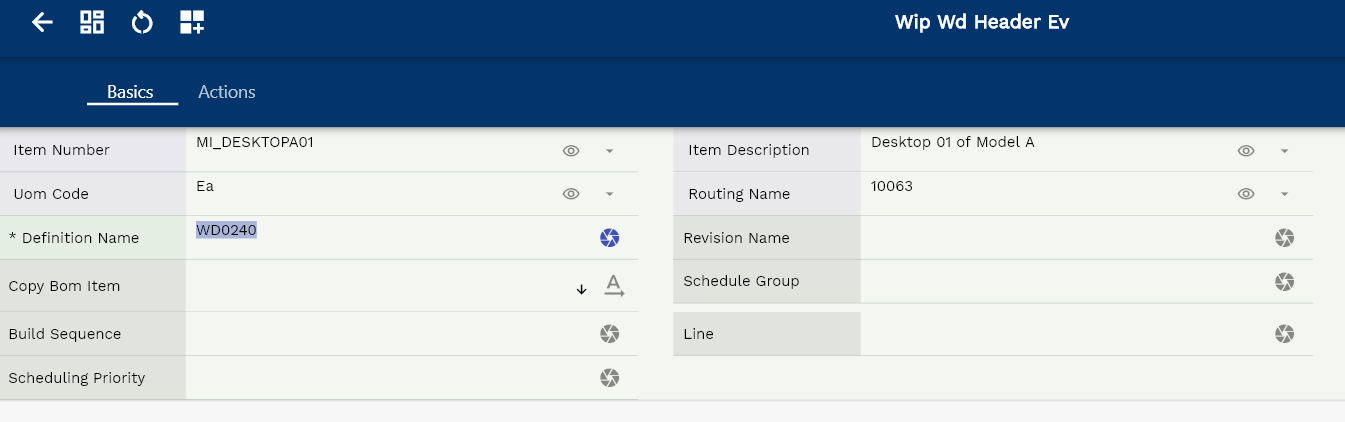 Wip Wd Header Ev
Basics Actions
Item Number MI_DESKTOPA01 Item Description Desktop 01 of Model A
Uom Code Ea Routing Name 10063
* Definition Name WD0240 Revision Name
Copy Bom Item A Schedule Group
Build Sequence Line
Scheduling Priority